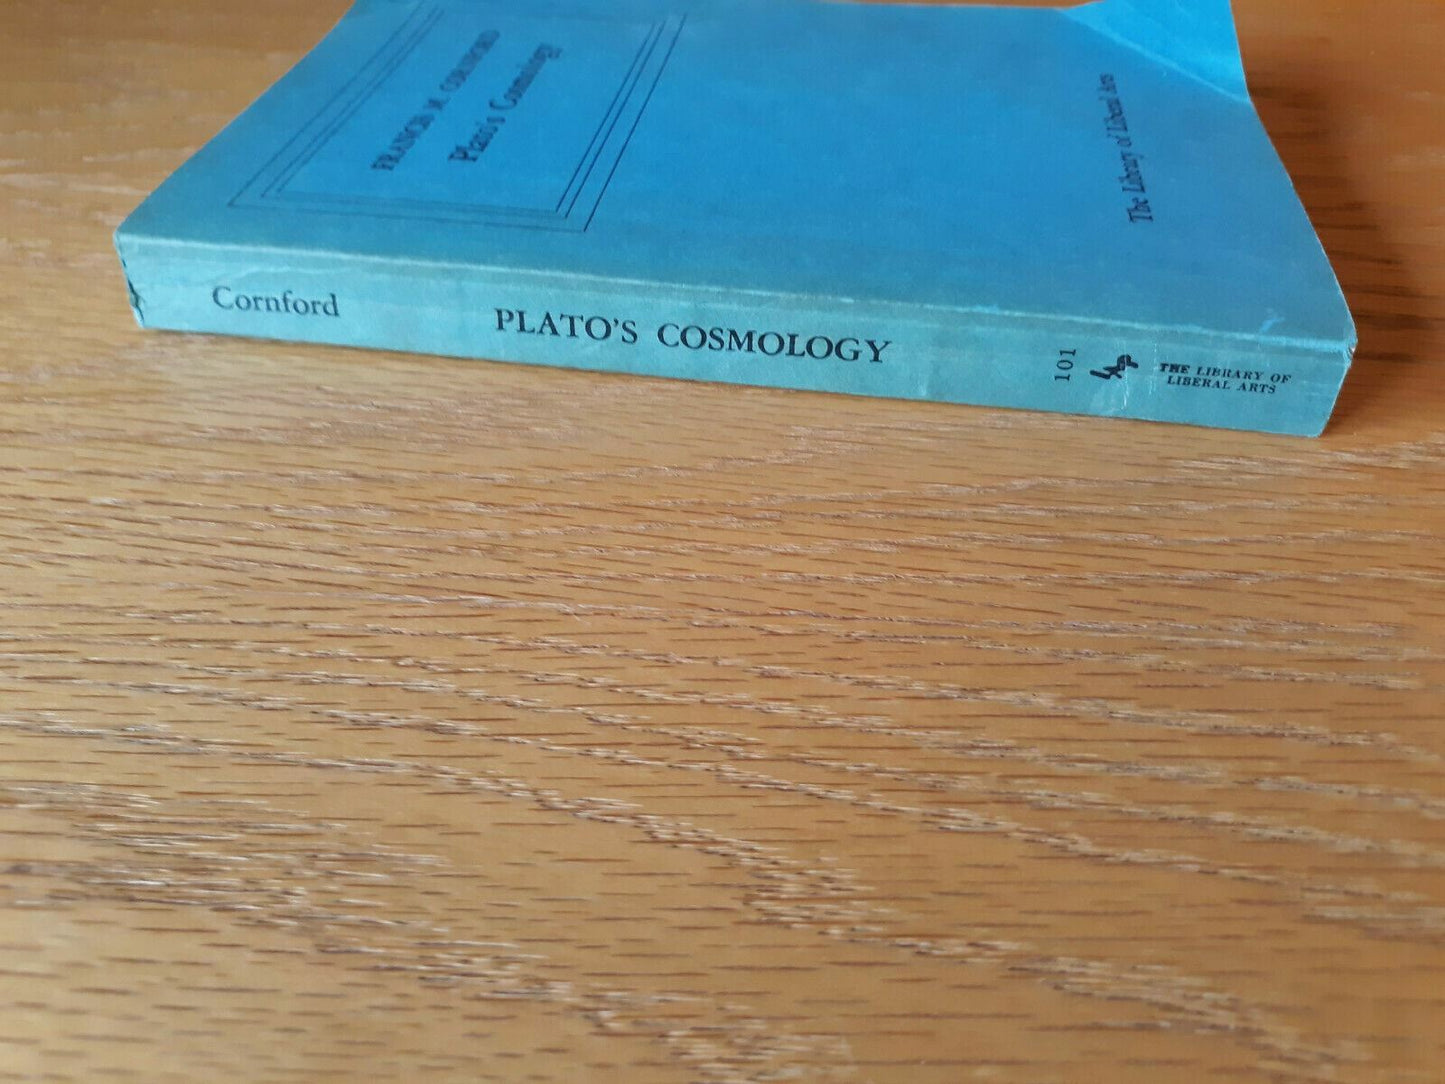 FRANCIS M. CORNFORD
Plato's Cosmology
The Library of Liberal Arts
Cornford
PLATO'S COSMOLOGY
101
THE LIBRARY OF
LIBERAL ARTS